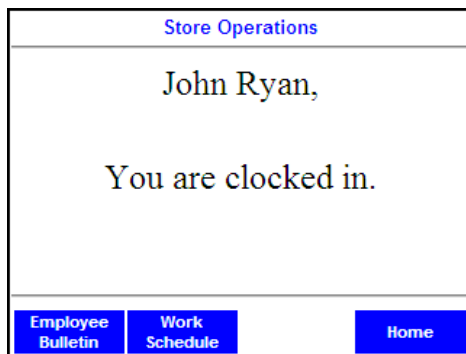 Store Operations
John Ryan,
You are clocked in.
Employee
Bulletin
Work
Schedule
Home